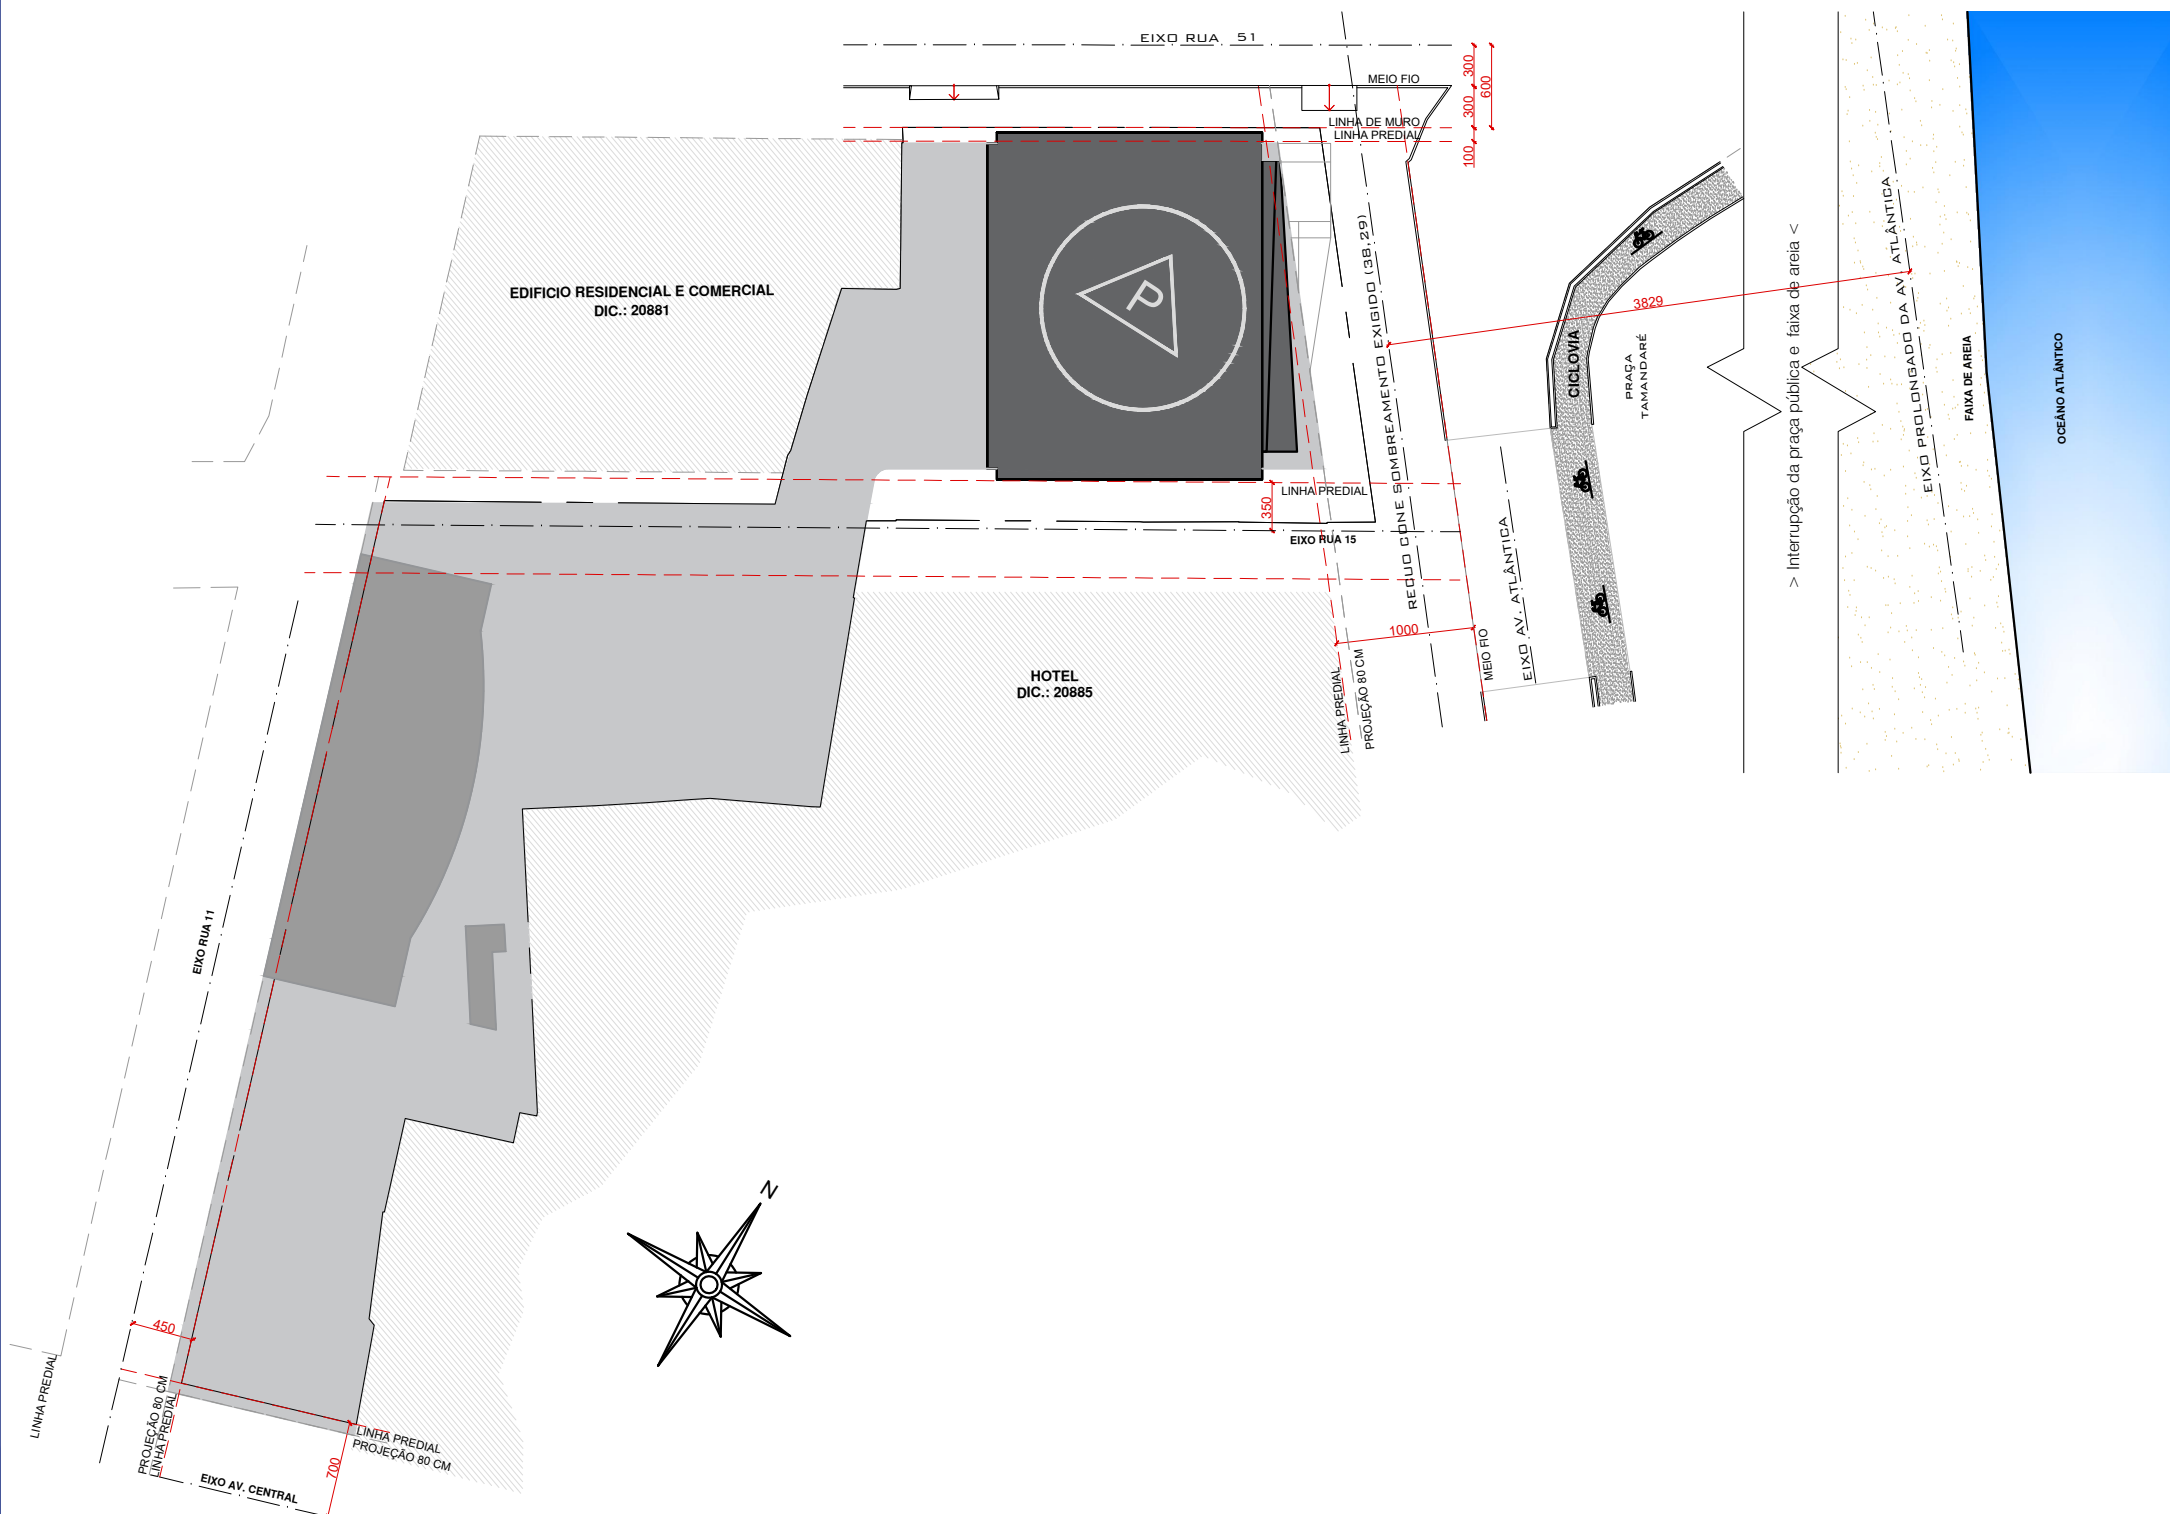 EIXO RUA 51
MEIO FIO
300
600
300
LINHA DE MURO
LINHA PREDIAL
100
EDIFICIO RESIDENCIAL E COMERCIAL
DIC.: 20881
P
RECUO CONE SOMBREAMENTO EXIGIDO (38,29)
3829
CICLOVIA
PRAÇA
TAMANDARÉ
> Interrupção da praça pública e faixa de areia <
EIXO PROLONGADO DA AV. ATLÂNTICA
FAIXA DE AREIA
OCEÂNO ATLÂNTICO
LINHA PREDIAL
350
EIXO RUA 15
EIXO AV. ATLÂNTICA
1000
MEIO FIO
LINHA PREDIAL
PROJEÇÃO 80 CM
HOTEL
DIC.: 20885
EIXO RUA 11
N
450
LINHA PREDIAL
PROJEÇÃO 80 CM
LINHA PREDIAL
LINHA PREDIAL
PROJEÇÃO 80 CM
700
EIXO AV. CENTRAL